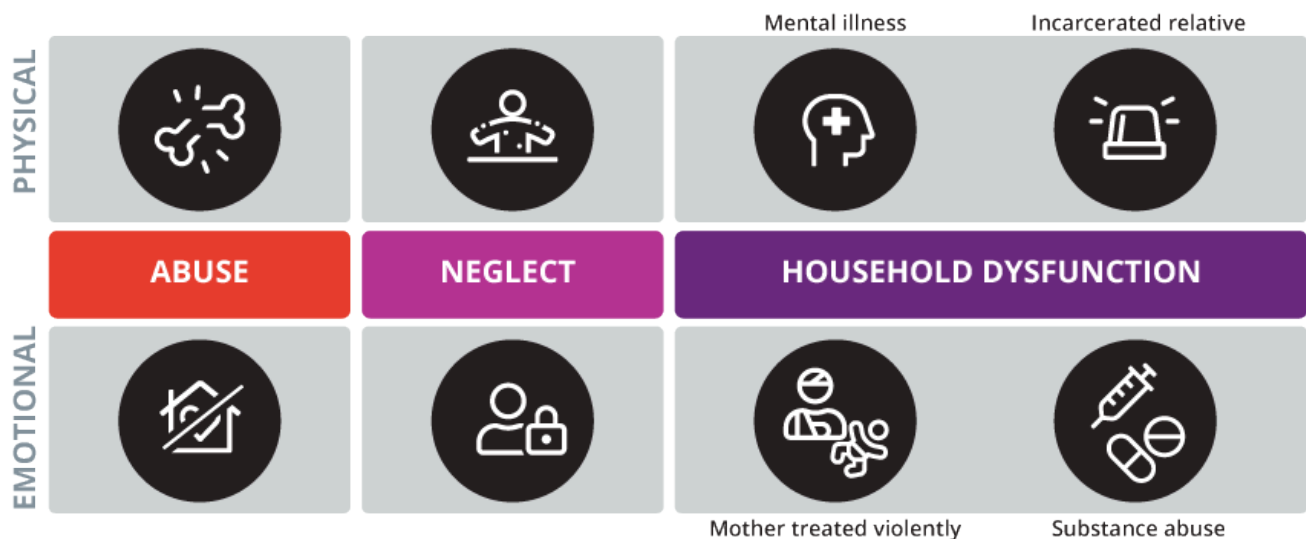 Mental illness
Incarcerated relative
PHYSICAL
ABUSE
NEGLECT
HOUSEHOLD DYSFUNCTION
EMOTIONAL
Mother treated violently
Substance abuse